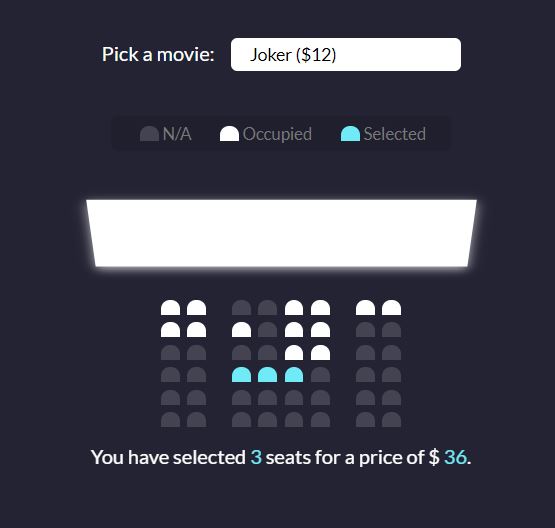 Pick a movie: Joker ($12)
N/A Occupied Selected
You have selected 3 seats for a price of $ 36.